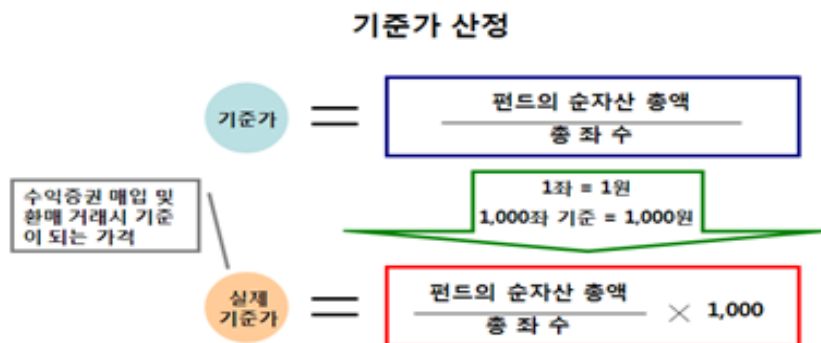 기준가 산정
기준가
펀드의 순자산 총액
총 좌 수
수익증권 매입 및
환매 거래시 기준
이 되는 가격
1좌 = 1원
1,000좌 기준 = 1,000원
실제
기준가
펀드의 순자산 총액
총 좌 수
× 1,000